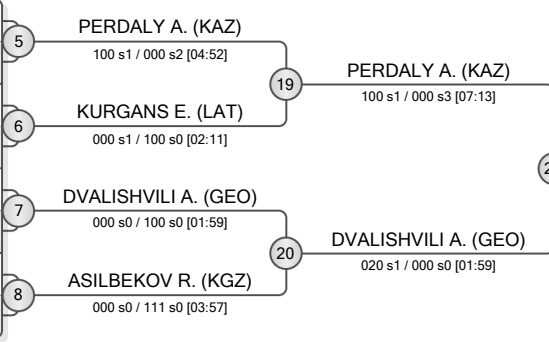 PERDALY A. (KAZ)
5
100 s1 / 000 s2 [04:52]
19
PERDALY A. (KAZ)
100 s1 / 000 s3 [07:13]
KURGANS E. (LAT)
6
000 s1 / 100 s0 [02:11]
DVALISHVILI A. (GEO)
7
000 s0 / 100 s0 [01:59]
20
DVALISHVILI A. (GEO)
020 s1 / 000 s0 [01:59]
ASILBEKOV R. (KGZ)
8
000 s0 / 111 s0 [03:57]